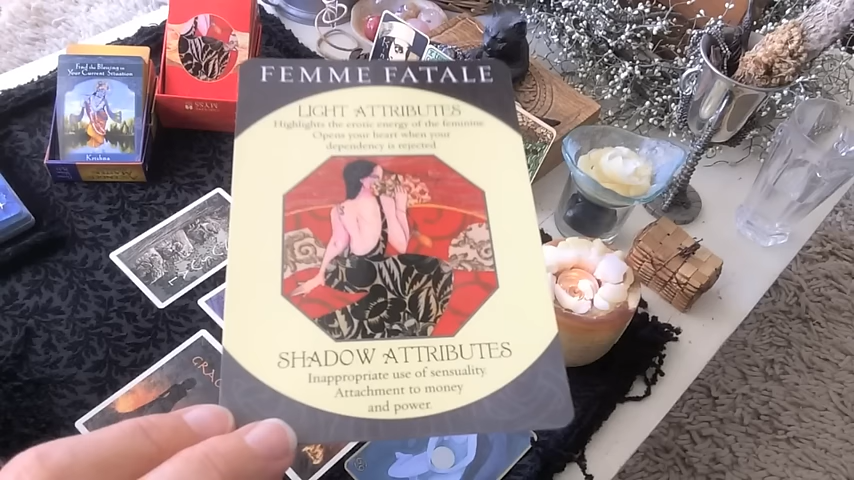 FEMME FATALE
LIGHT ATTRIBUTES
Highlights the erotic energy of the feminine
Opens your heart when your
dependency is rejected
SHADOW ATTRIBUTES
Inappropriate use of sensuality
Attachment to money
and power
Find the Blessing in
Your Current Situation
Krishna
GRAC